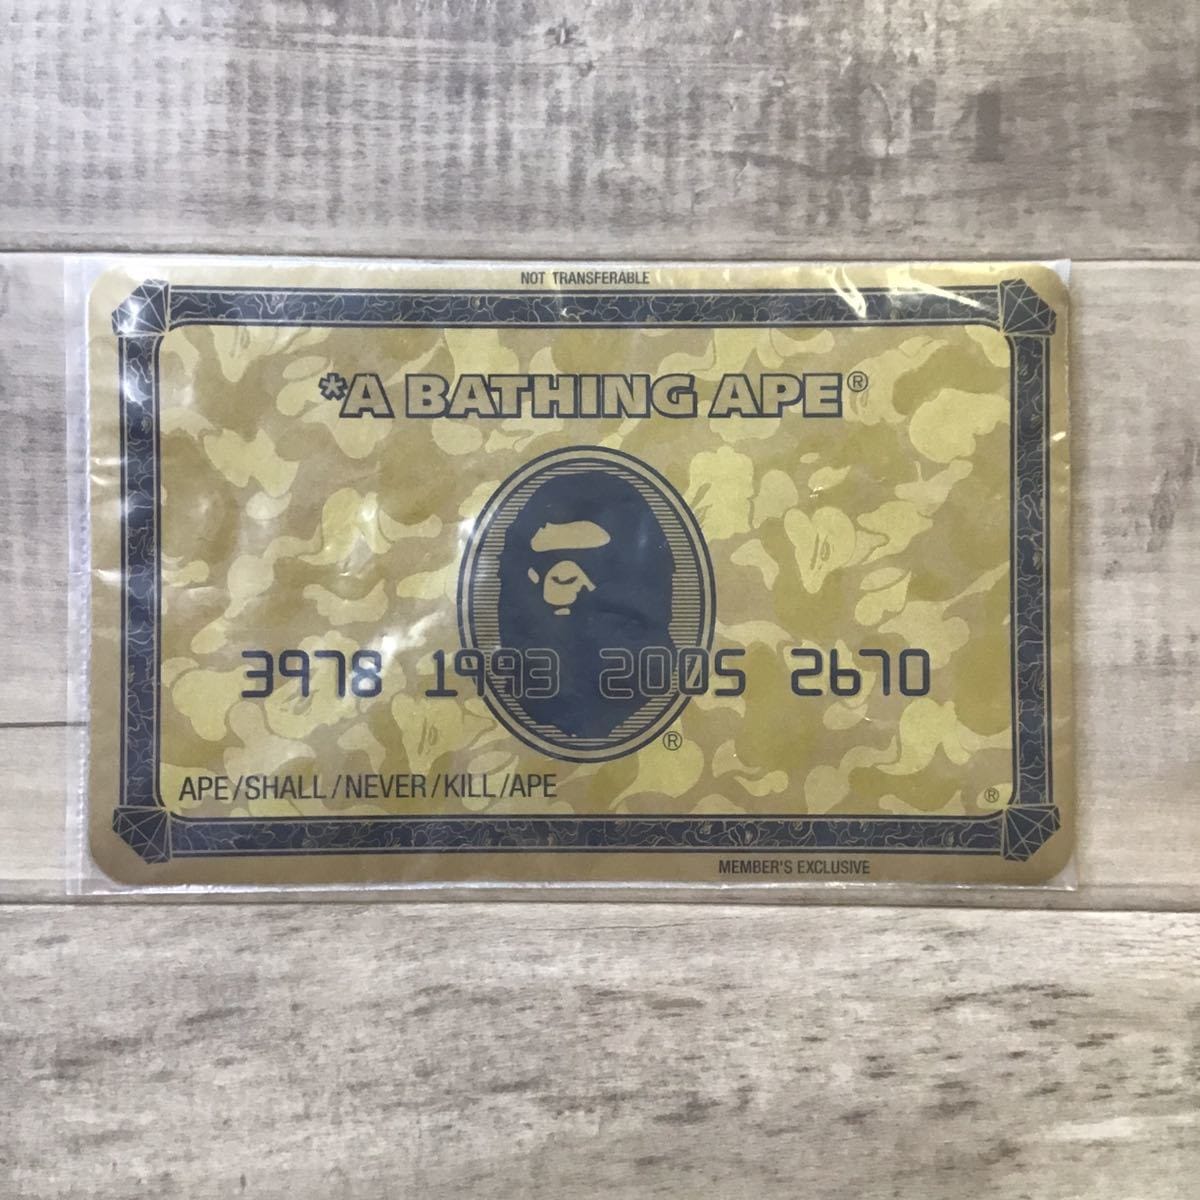 NOT TRANSFERABLE
*A BATHING APE®
3978 1993 2005 2670
®
APE/SHALL/NEVER/KILL/APE
®
MEMBER'S EXCLUSIVE